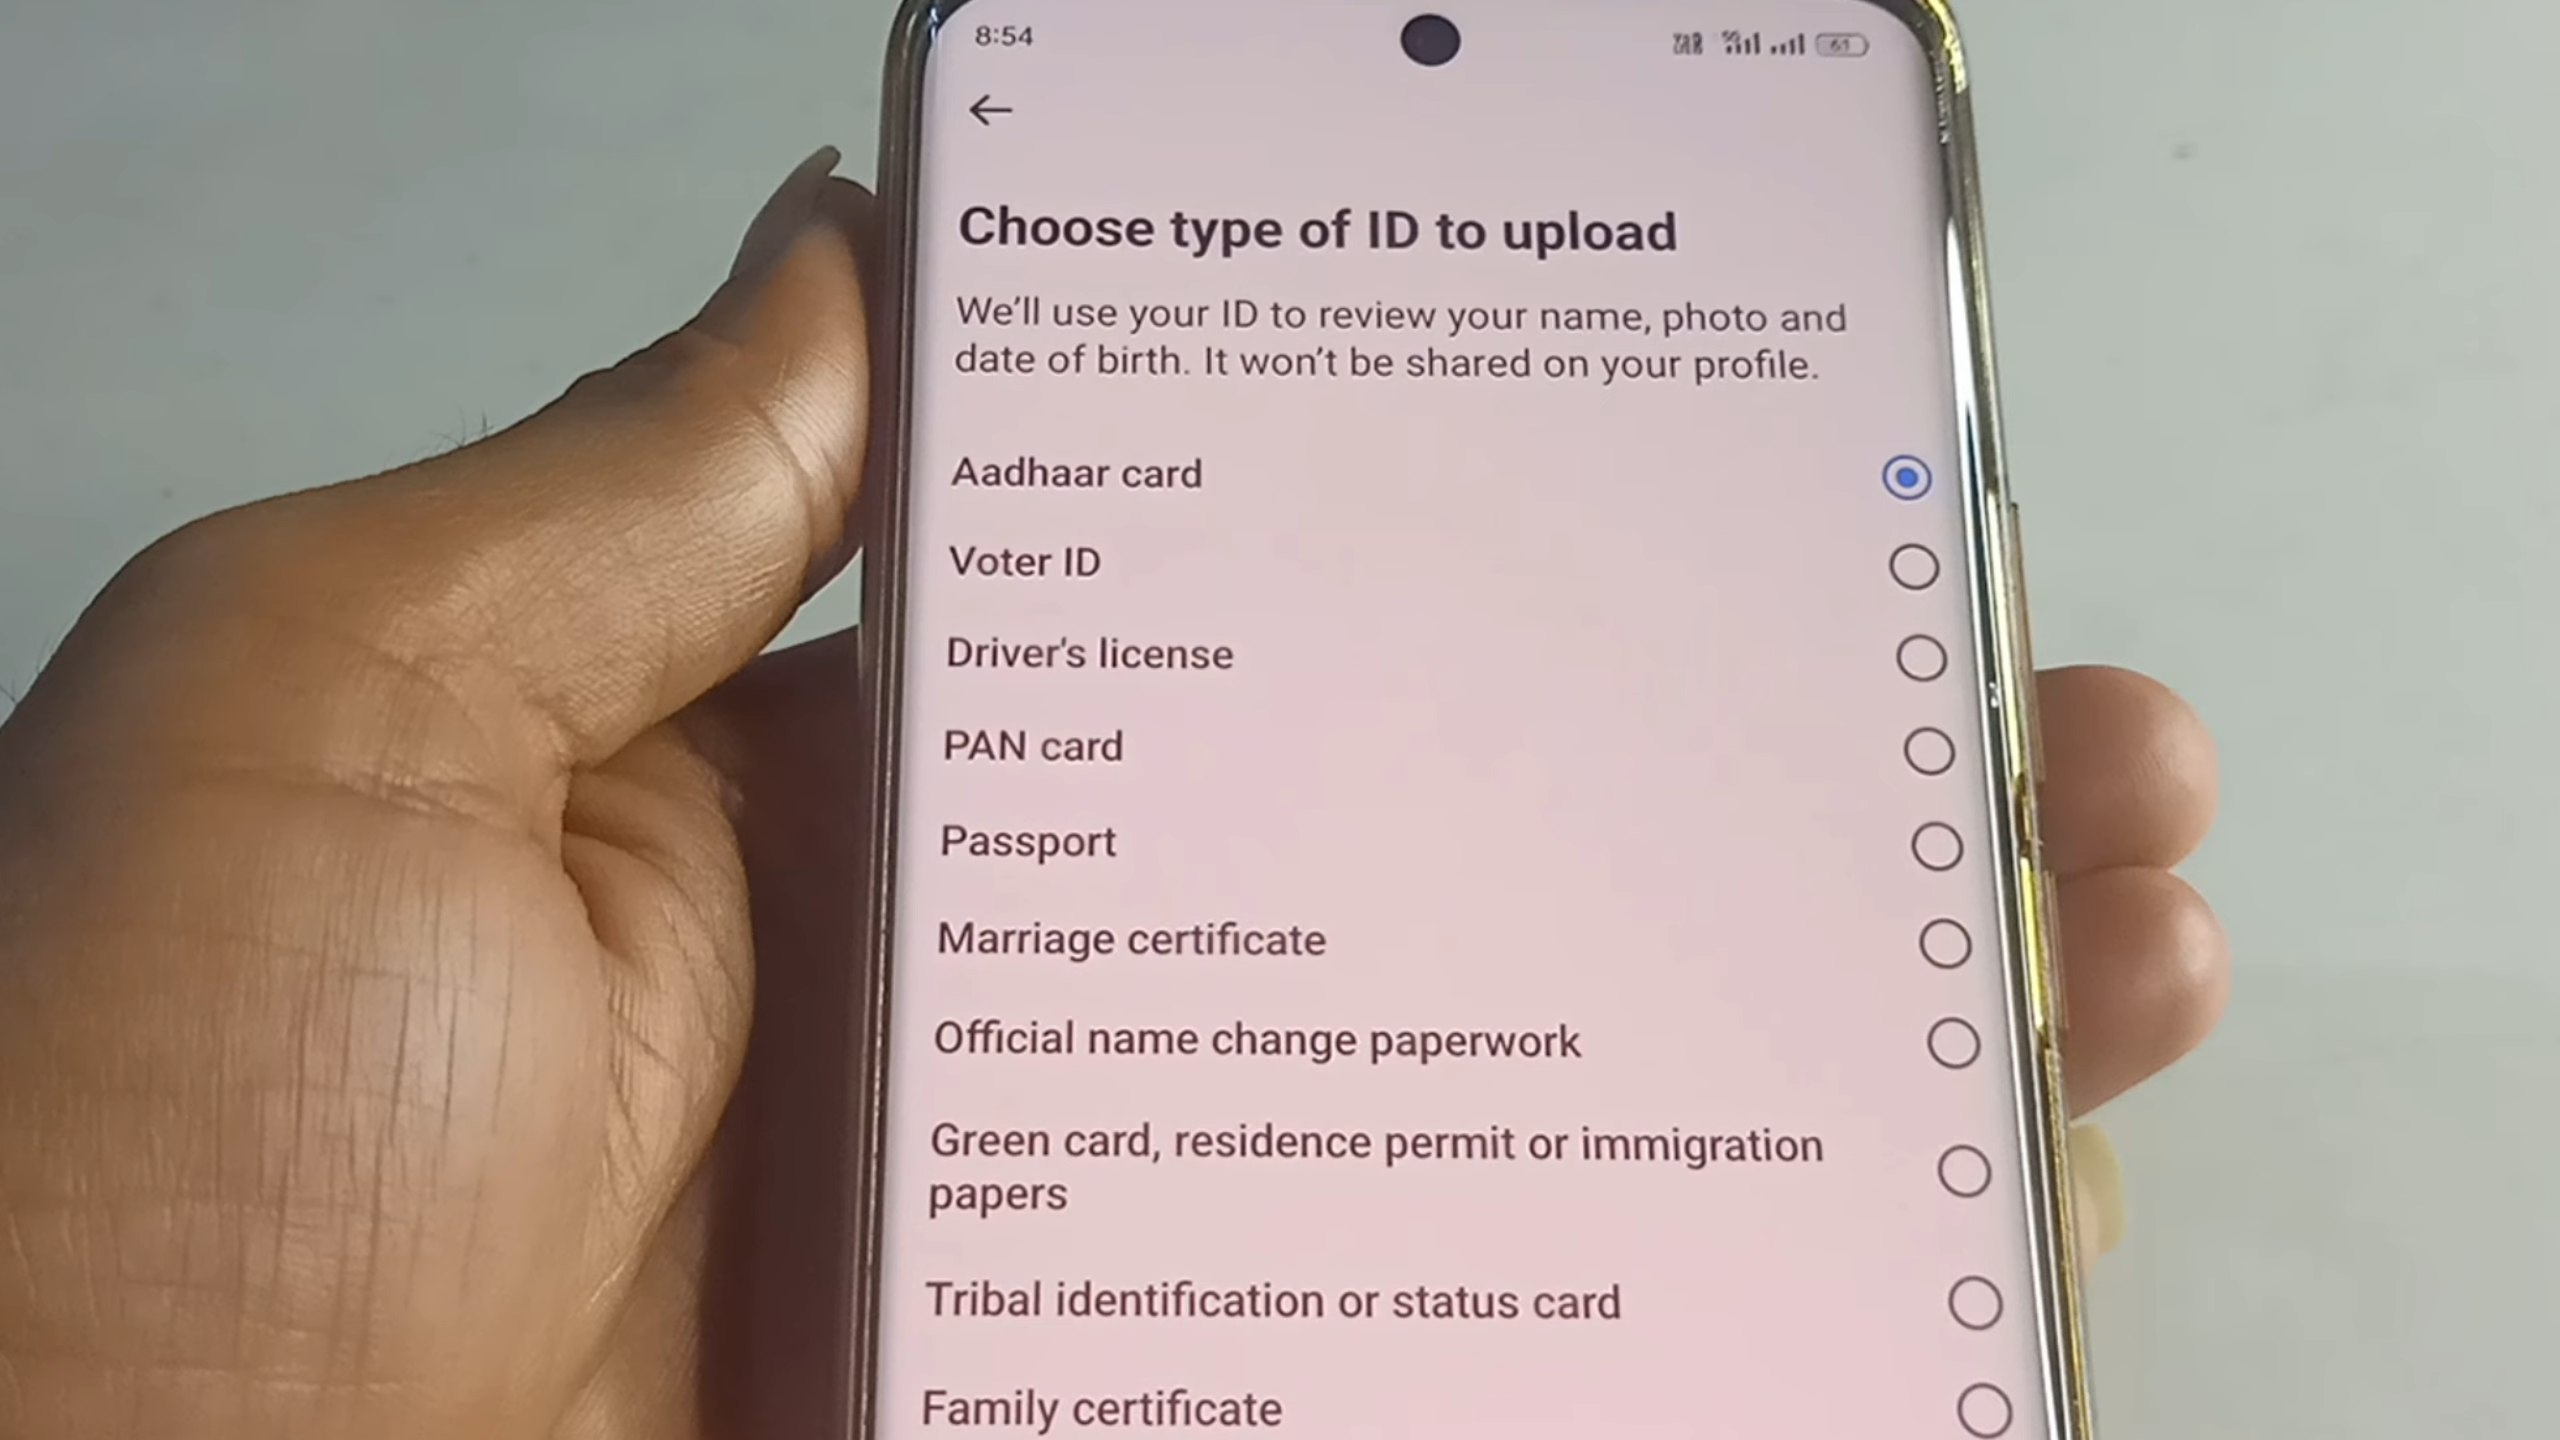 8:54
61
Choose type of ID to upload
We'll use your ID to review your name, photo and
date of birth. It won't be shared on your profile.
Aadhaar card
Voter ID
Driver's license
PAN card
Passport
Marriage certificate
Official name change paperwork
Green card, residence permit or immigration
papers
Tribal identification or status card
Family certificate